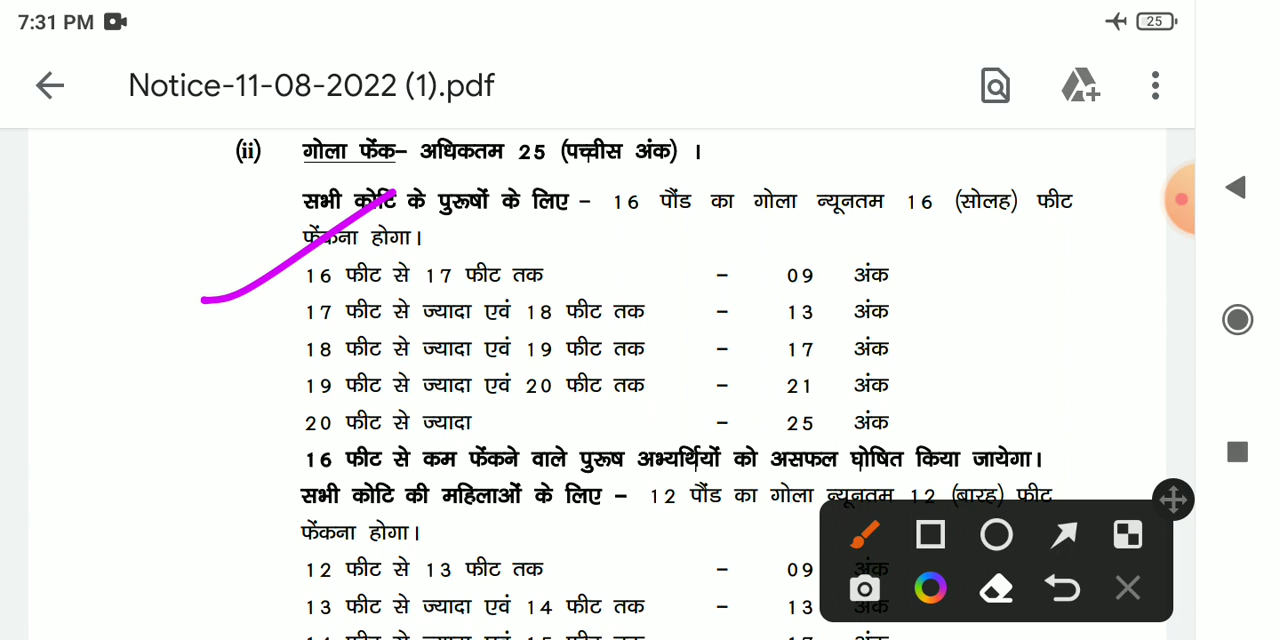 7:31 PM
25
Notice-11-08-2022 (1).pdf
(ii) गोला फेंक– अधिकतम 25 (पच्चीस अंक) ।
सभी कोटि के पुरूषों के लिए – 16 पौंड का गोला न्यूनतम 16 (सोलह) फीट
फेंकना होगा।
16 फीट से 17 फीट तक – 09 अंक
17 फीट से ज्यादा एवं 18 फीट तक – 13 अंक
18 फीट से ज्यादा एवं 19 फीट तक – 17 अंक
19 फीट से ज्यादा एवं 20 फीट तक – 21 अंक
20 फीट से ज्यादा – 25 अंक
16 फीट से कम फेंकने वाले पुरूष अभ्यर्थियों को असफल घोषित किया जायेगा।
सभी कोटि की महिलाओं के लिए – 12 पौंड का गोला न्यूनतम 12 (बारह) फीट
फेंकना होगा।
12 फीट से 13 फीट तक – 09 अंक
13 फीट से ज्यादा एवं 14 फीट तक – 13 अंक